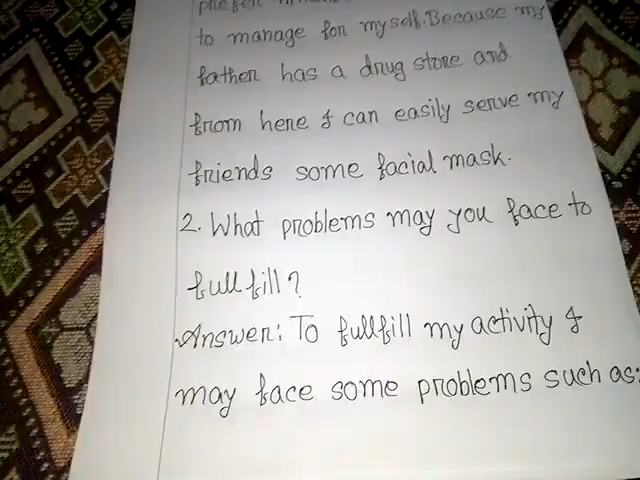 prefer
to manage for myself. Because my
father has a drug store and
from here I can easily serve my
friends some facial mask.
2. What problems may you face to
fullfill?
Answer: To fullfill my activity I
may face some problems such as: